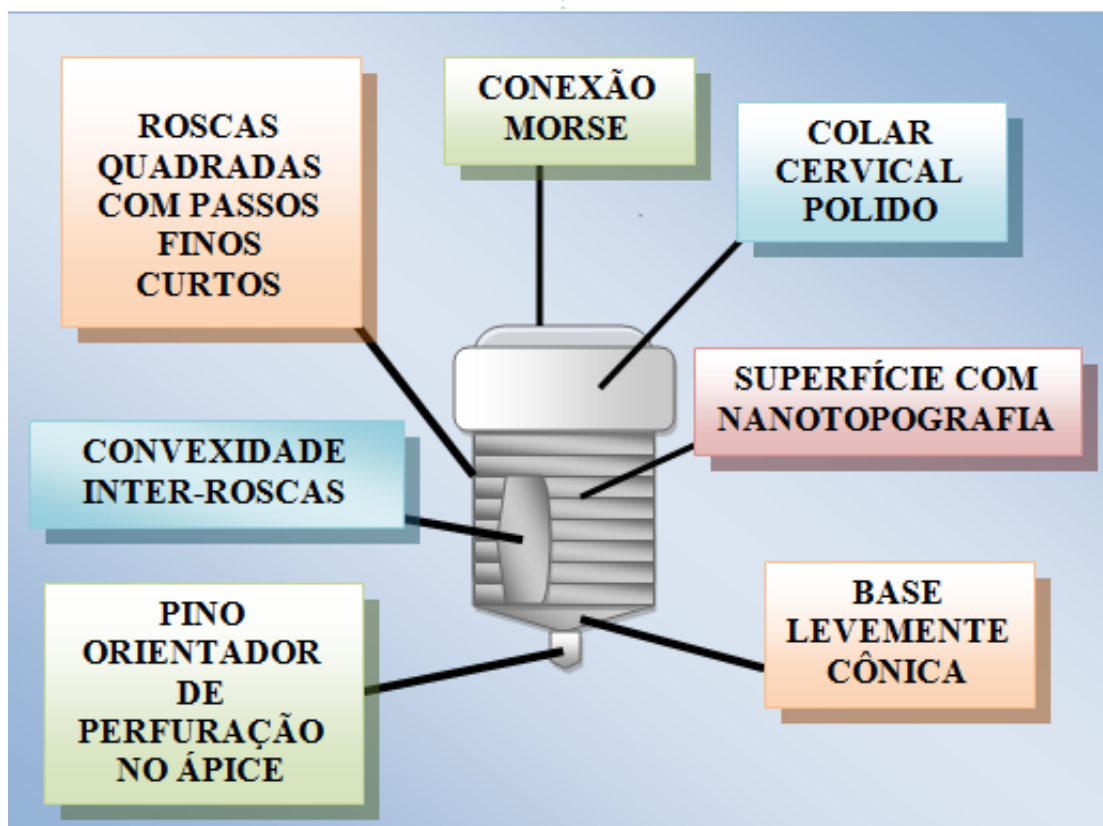 CONEXÃO
MORSE
ROSCAS
QUADRADAS
COM PASSOS
FINOS
CURTOS
COLAR
CERVICAL
POLIDO
SUPERFÍCIE COM
NANOTOPOGRAFIA
CONVEXIDADE
INTER-ROSCAS
BASE
LEVEMENTE
CÔNICA
PINO
ORIENTADOR
DE
PERFURAÇÃO
NO ÁPICE